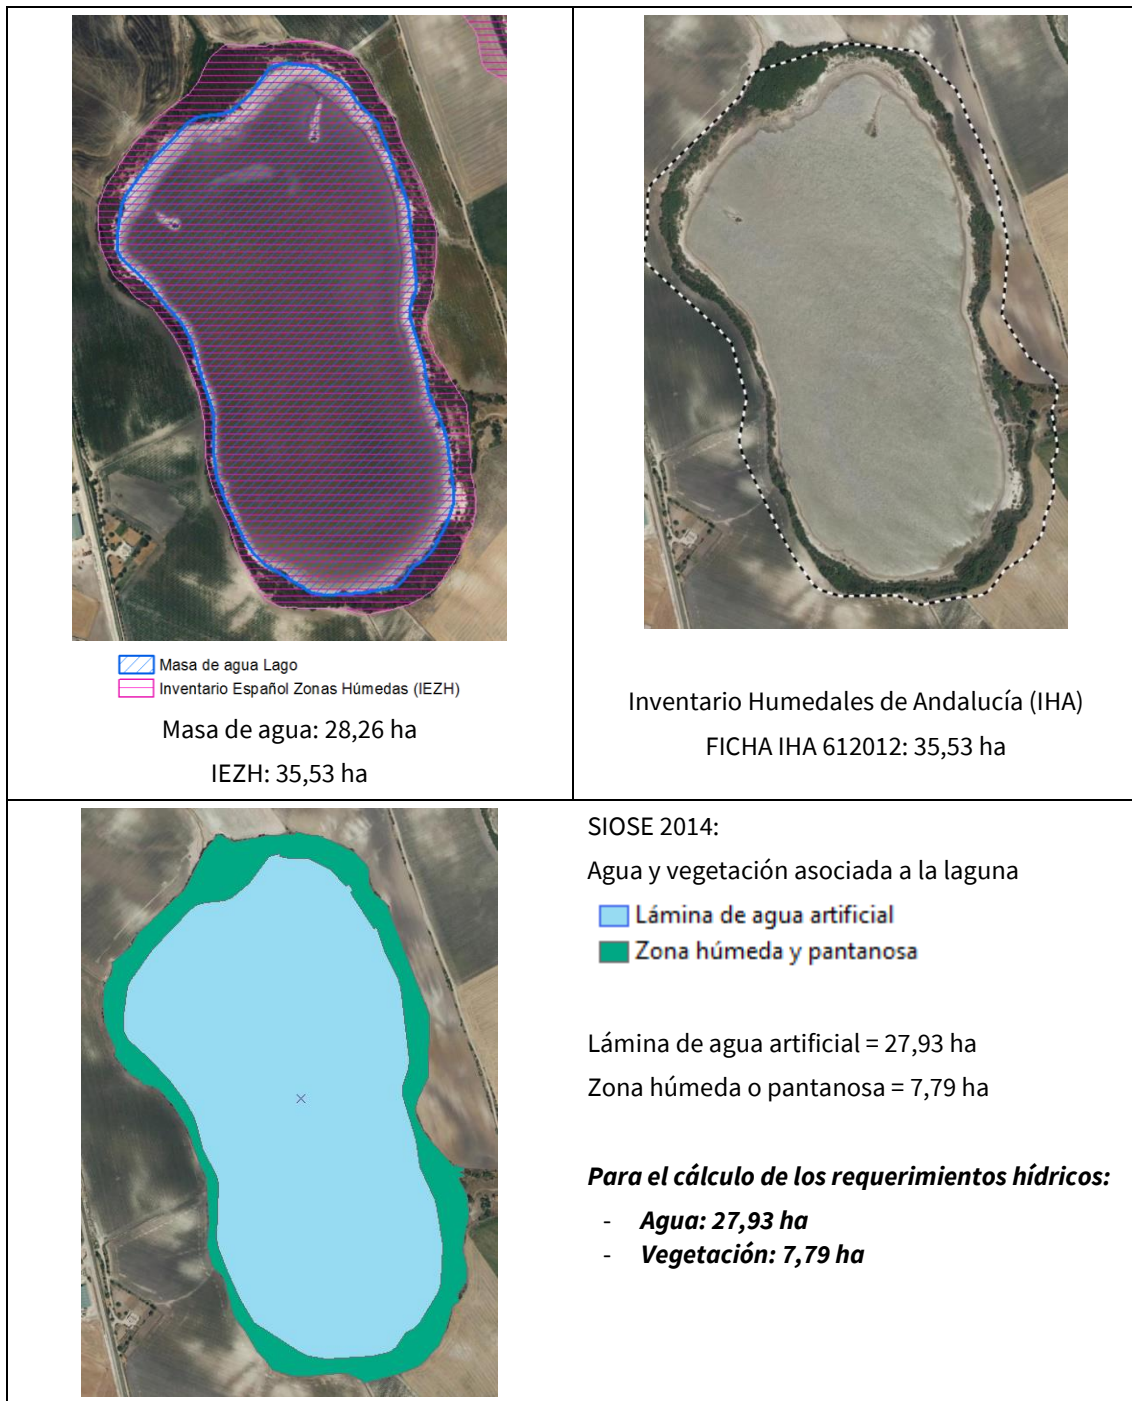 Masa de agua Lago
Inventario Español Zonas Húmedas (IEZH)
Masa de agua: 28,26 ha
IEZH: 35,53 ha
Inventario Humedales de Andalucía (IHA)
FICHA IHA 612012: 35,53 ha
SIOSE 2014:
Agua y vegetación asociada a la laguna
Lámina de agua artificial
Zona húmeda y pantanosa
Lámina de agua artificial = 27,93 ha
Zona húmeda o pantanosa = 7,79 ha
Para el cálculo de los requerimientos hídricos:
- Agua: 27,93 ha
- Vegetación: 7,79 ha